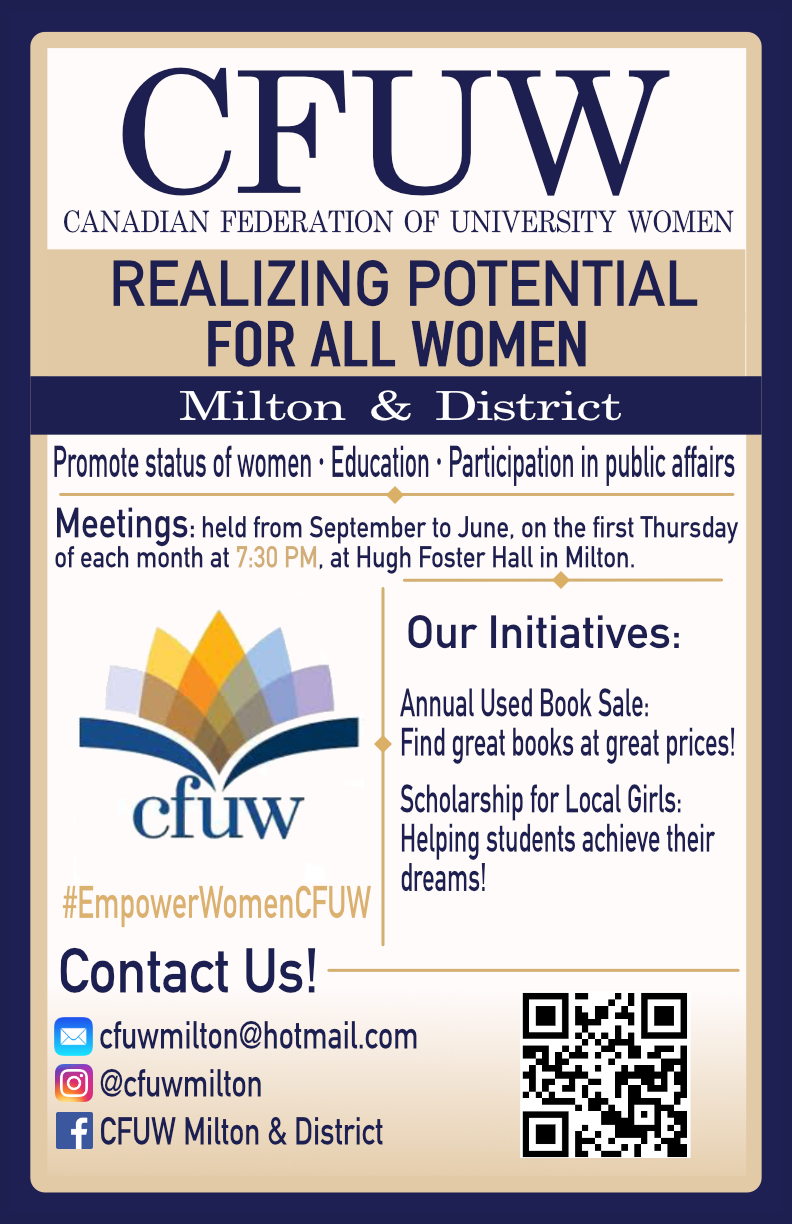 CFUW
CANADIAN FEDERATION OF UNIVERSITY WOMEN
REALIZING POTENTIAL
FOR ALL WOMEN
Milton & District
Promote status of women · Education · Participation in public affairs
Meetings: held from September to June, on the first Thursday
of each month at 7:30 PM, at Hugh Foster Hall in Milton.
cfuw
#EmpowerWomenCFUW
Our Initiatives:
Annual Used Book Sale:
Find great books at great prices!
Scholarship for Local Girls:
Helping students achieve their
dreams!
Contact Us!
cfuwmilton@hotmail.com
@cfuwmilton
CFUW Milton & District